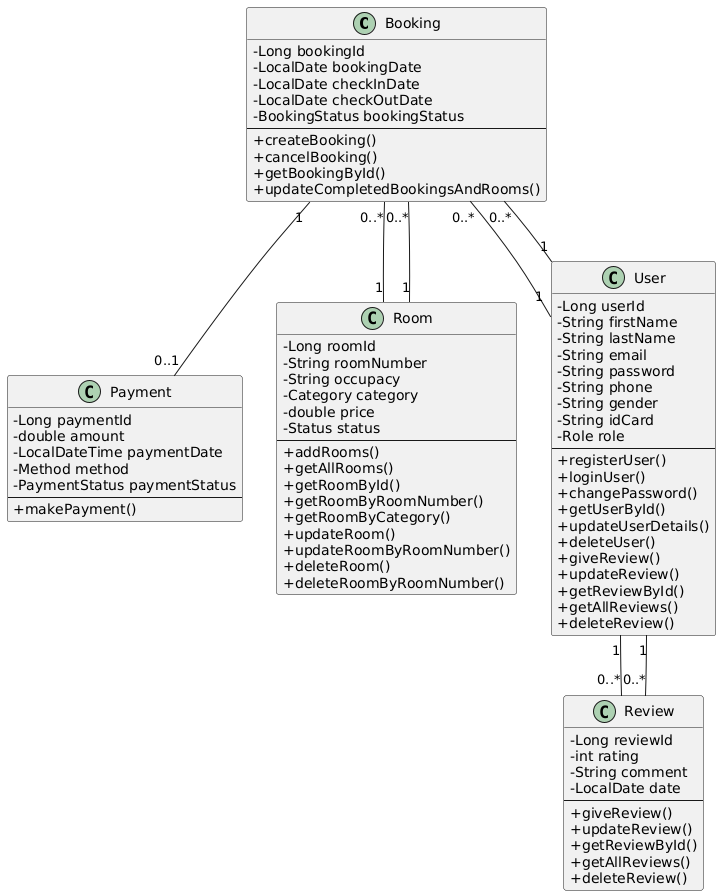 C Booking
-Long bookingId
-LocalDate bookingDate
-LocalDate checkInDate
-LocalDate checkOutDate
-BookingStatus bookingStatus
+createBooking()
+cancelBooking()
+getBookingById()
+updateCompletedBookingsAndRooms()
1
0..*
0..*
0..*
0..*
1
1
1
1
0..1
C User
-Long userId
-String firstName
-String lastName
-String email
-String password
-String phone
-String gender
-String idCard
-Role role
+registerUser()
+loginUser()
+changePassword()
+getUserById()
+updateUserDetails()
+deleteUser()
+giveReview()
+updateReview()
+getReviewById()
+getAllReviews()
+deleteReview()
C Room
-Long roomId
-String roomNumber
-String occupacy
-Category category
-double price
-Status status
+addRooms()
+getAllRooms()
+getRoomById()
+getRoomByRoomNumber()
+getRoomByCategory()
+updateRoom()
+updateRoomByRoomNumber()
+deleteRoom()
+deleteRoomByRoomNumber()
C Payment
-Long paymentId
-double amount
-LocalDateTime paymentDate
-Method method
-PaymentStatus paymentStatus
+makePayment()
1
1
0..*
0..*
C Review
-Long reviewId
-int rating
-String comment
-LocalDate date
+giveReview()
+updateReview()
+getReviewById()
+getAllReviews()
+deleteReview()